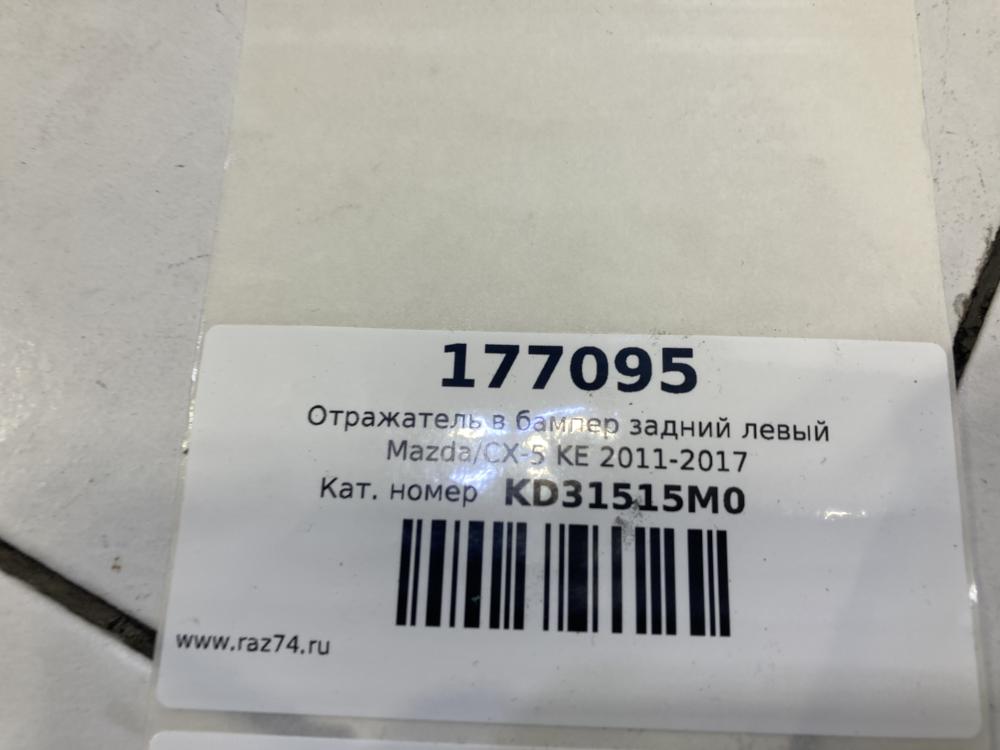 177095
Отражатель в бампер задний левый
Mazda/CX-5 KE 2011-2017
Кат. номер KD31515M0
www.raz74.ru